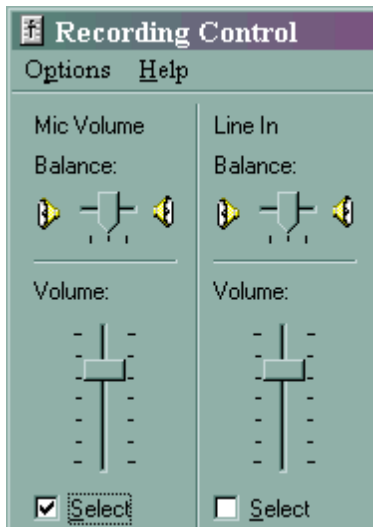 Recording Control
Options Help
Mic Volume
Balance:
Volume:
Select
Line In
Balance:
Volume:
Select